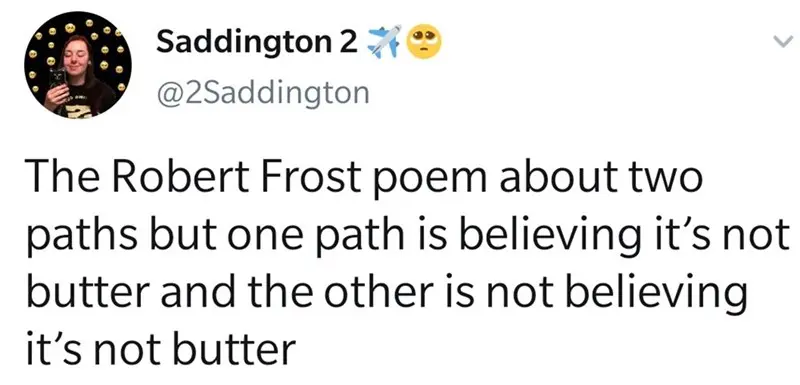 Saddington 2 ✈️🥺
@2Saddington
The Robert Frost poem about two
paths but one path is believing it's not
butter and the other is not believing
it's not butter